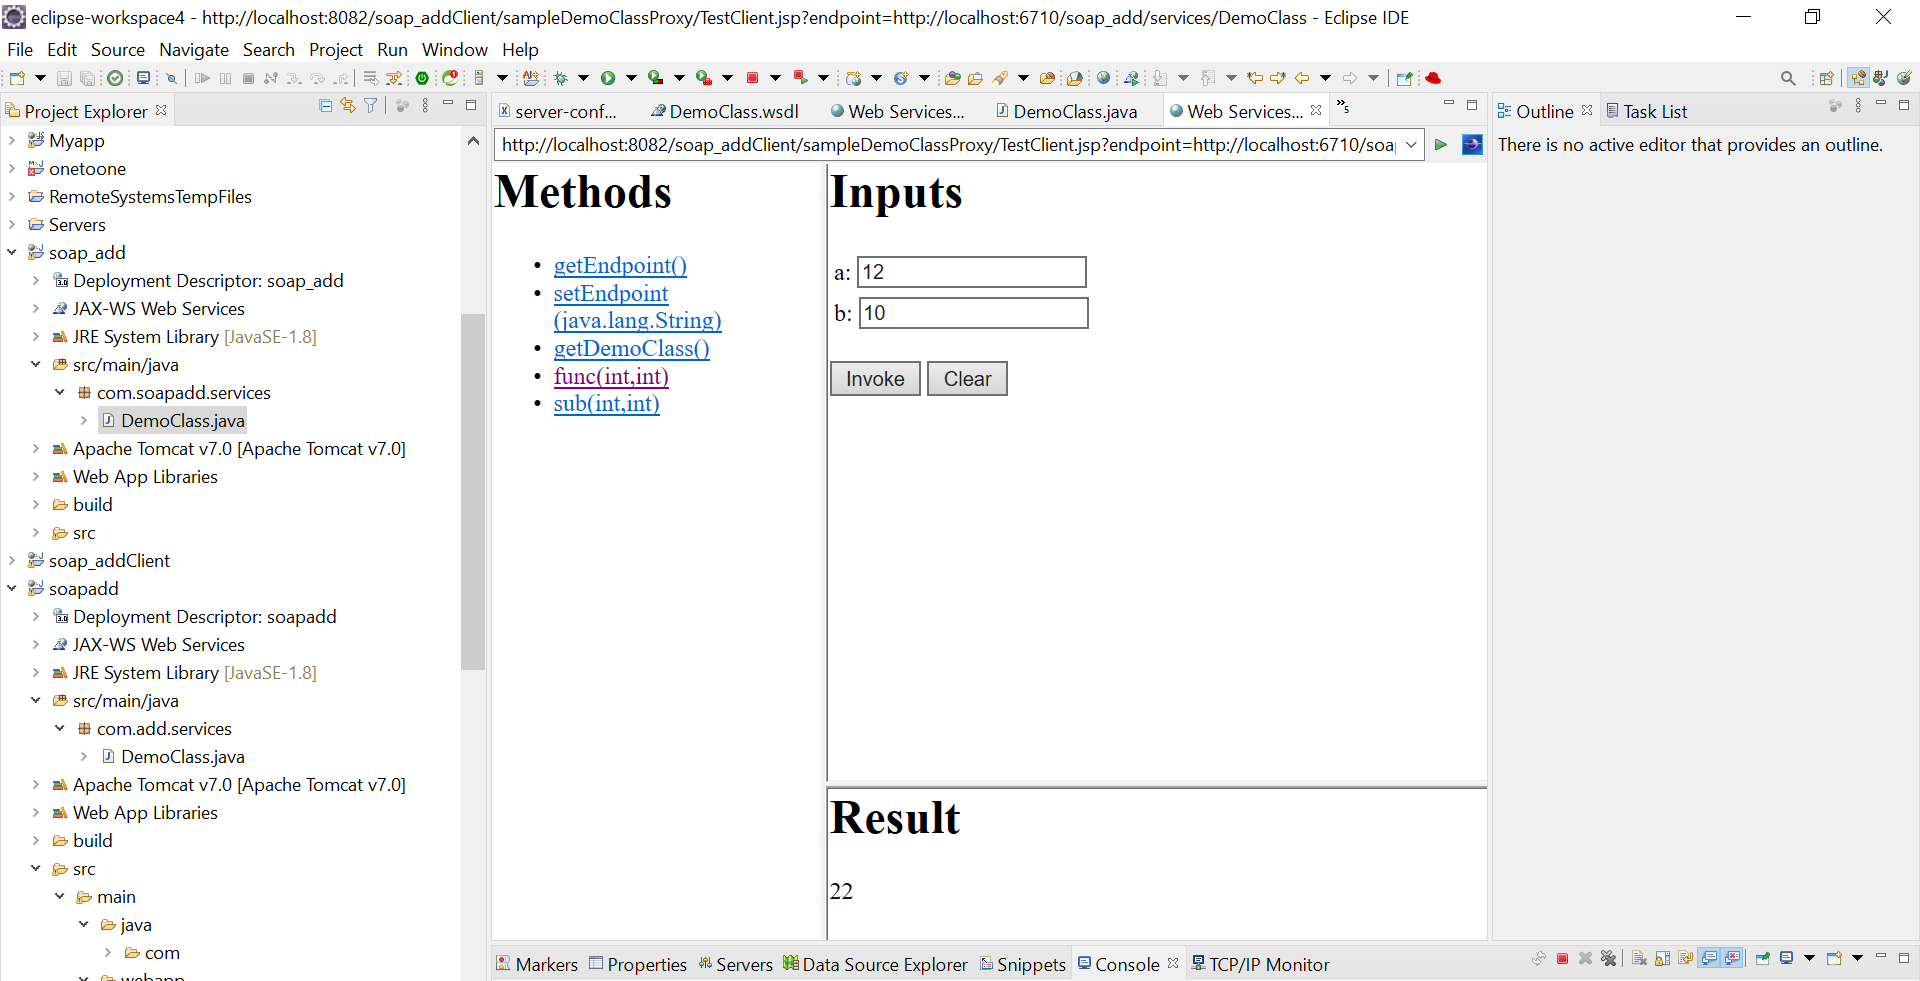 eclipse-workspace4 - http://localhost:8082/soap_addClient/sampleDemoClassProxy/TestClient.jsp?endpoint=http://localhost:6710/soap_add/services/DemoClass - Eclipse IDE
File Edit Source Navigate Search Project Run Window Help
Project Explorer
Myapp
onetoone
RemoteSystemsTempFiles
Servers
soap_add
Deployment Descriptor: soap_add
JAX-WS Web Services
JRE System Library [JavaSE-1.8]
src/main/java
com.soapadd.services
DemoClass.java
Apache Tomcat v7.0 [Apache Tomcat v7.0]
Web App Libraries
build
src
soap_addClient
soapadd
Deployment Descriptor: soapadd
JAX-WS Web Services
JRE System Library [JavaSE-1.8]
src/main/java
com.add.services
DemoClass.java
Apache Tomcat v7.0 [Apache Tomcat v7.0]
Web App Libraries
build
src
main
java
com
webapp
server-conf... DemoClass.wsdl Web Services... DemoClass.java Web Services... »5
http://localhost:8082/soap_addClient/sampleDemoClassProxy/TestClient.jsp?endpoint=http://localhost:6710/soa
Methods
getEndpoint()
setEndpoint
(java.lang.String)
getDemoClass()
func(int,int)
sub(int,int)
Inputs
a: 12
b: 10
Invoke Clear
Result
22
Outline Task List
There is no active editor that provides an outline.
Markers Properties Servers Data Source Explorer Snippets Console TCP/IP Monitor